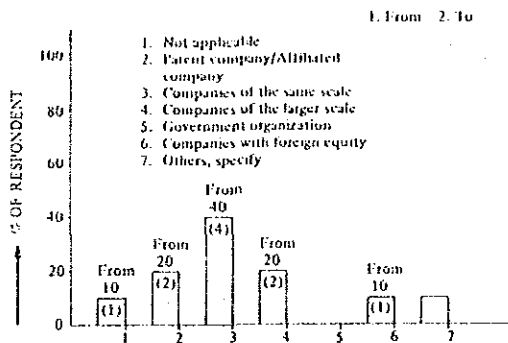 1. From 2. To
1. Not applicable
2. Parent company/Affiliated
company
3. Companies of the same scale
4. Companies of the larger scale
5. Government organization
6. Companies with foreign equity
7. Others, specify
% OF RESPONDENT
100
80
60
40
20
0
From
10
(1)
From
20
(2)
From
40
(4)
From
20
(2)
From
10
(1)
1 2 3 4 5 6 7